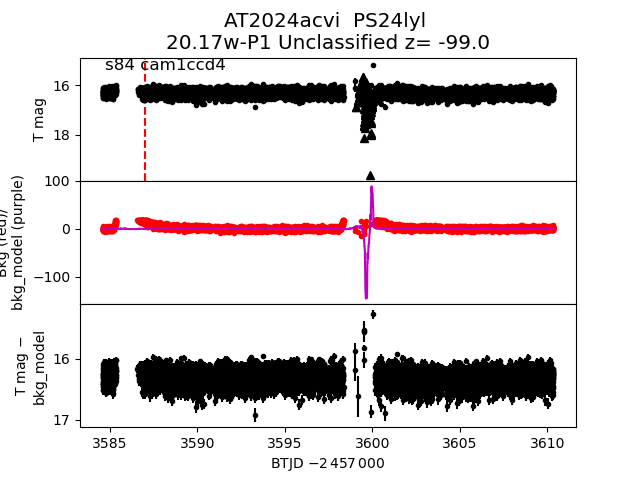 AT2024acvi  PS24lyl
20.17w-P1 Unclassified z= -99.0
s84 cam1ccd4
T mag
16
18
Bkg (red)/
bkg_model (purple)
100
0
−100
T mag −
bkg_model
16
17
3585 3590 3595 3600 3605 3610
BTJD −2 457 000